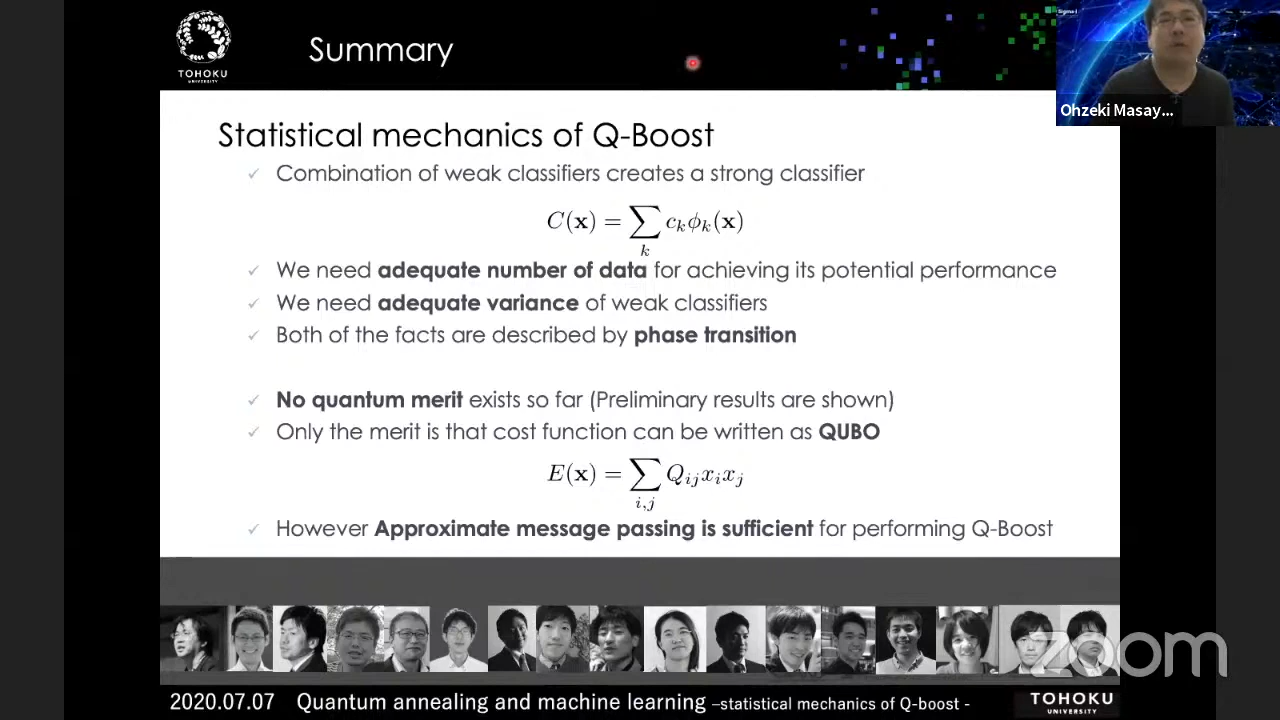 TOHOKU
UNIVERSITY
Summary
Sigma-I
Ohzeki Masay...
Statistical mechanics of Q-Boost
✓ Combination of weak classifiers creates a strong classifier
C(x) = ∑ c_k ϕ_k(x)
k
✓ We need adequate number of data for achieving its potential performance
✓ We need adequate variance of weak classifiers
✓ Both of the facts are described by phase transition
✓ No quantum merit exists so far (Preliminary results are shown)
✓ Only the merit is that cost function can be written as QUBO
E(x) = ∑ Q_ij x_i x_j
i,j
✓ However Approximate message passing is sufficient for performing Q-Boost
zoom
2020.07.07 Quantum annealing and machine learning –statistical mechanics of Q-boost -
TOHOKU
UNIVERSITY